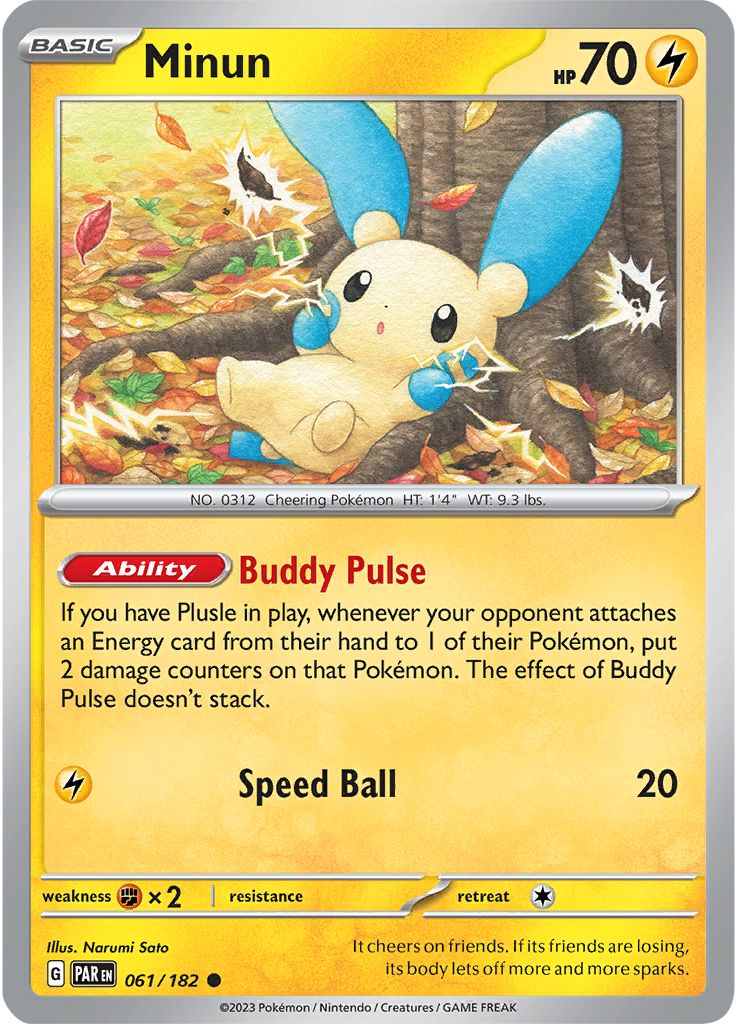 BASIC
Minun
HP 70
NO. 0312 Cheering Pokémon HT: 1'4" WT: 9.3 lbs.
Ability Buddy Pulse
If you have Plusle in play, whenever your opponent attaches
an Energy card from their hand to 1 of their Pokémon, put
2 damage counters on that Pokémon. The effect of Buddy
Pulse doesn't stack.
Speed Ball 20
weakness ×2 resistance retreat
Illus. Narumi Sato
It cheers on friends. If its friends are losing,
its body lets off more and more sparks.
G PAR EN 061/182
©2023 Pokémon / Nintendo / Creatures / GAME FREAK